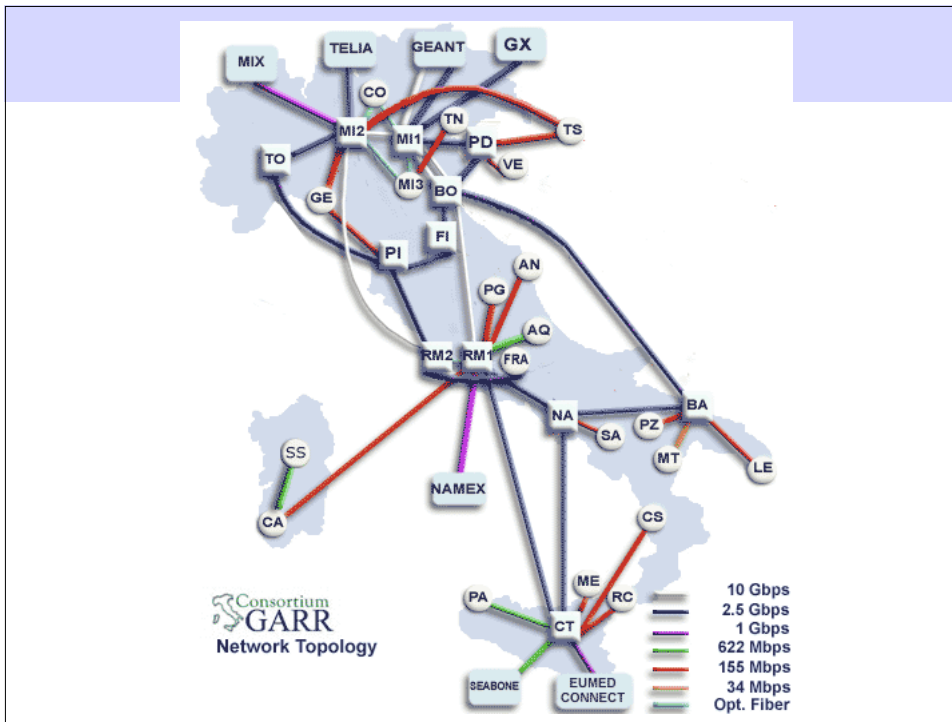 MIX
TELIA
GEANT
GX
CO
TN
TS
MI2
MI1
PD
TO
VE
GE
MI3
BO
FI
PI
AN
PG
AQ
RM2
RM1
FRA
NA
BA
PZ
SA
MT
LE
SS
NAMEX
CA
CS
ME
PA
RC
CT
SEABONE
EUMED
CONNECT
Consortium
GARR
Network Topology
10 Gbps
2.5 Gbps
1 Gbps
622 Mbps
155 Mbps
34 Mbps
Opt. Fiber